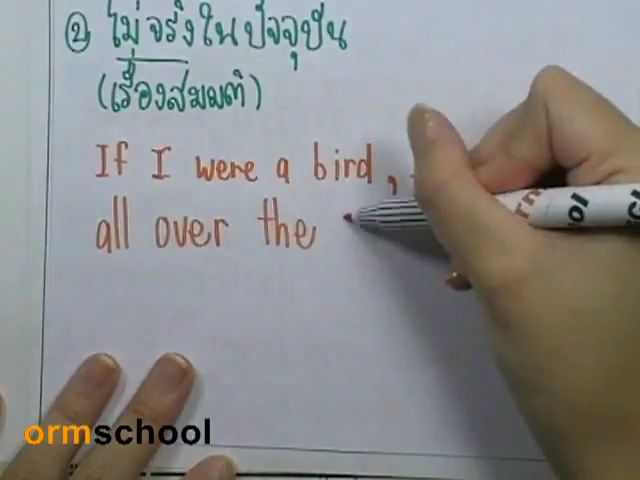 ② ไม่จริงในปัจจุบัน
(เรื่องสมมติ)
If I were a bird,
all over the
ormschool